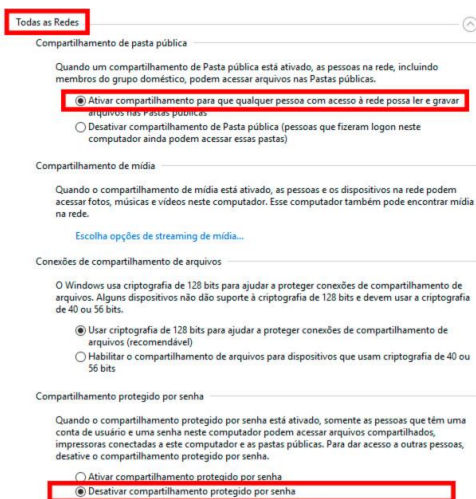 Todas as Redes
Compartilhamento de pasta pública
Quando um compartilhamento de Pasta pública está ativado, as pessoas na rede, incluindo
membros do grupo doméstico, podem acessar arquivos nas Pastas públicas.
Ativar compartilhamento para que qualquer pessoa com acesso à rede possa ler e gravar
arquivos nas Pastas públicas
Desativar compartilhamento de Pasta pública (pessoas que fizeram logon neste
computador ainda podem acessar essas pastas)
Compartilhamento de mídia
Quando o compartilhamento de mídia está ativado, as pessoas e os dispositivos na rede podem
acessar fotos, músicas e vídeos neste computador. Esse computador também pode encontrar mídia
na rede.
Escolha opções de streaming de mídia...
Conexões de compartilhamento de arquivos
O Windows usa criptografia de 128 bits para ajudar a proteger conexões de compartilhamento de
arquivos. Alguns dispositivos não dão suporte à criptografia de 128 bits e devem usar a criptografia
de 40 ou 56 bits.
Usar criptografia de 128 bits para ajudar a proteger conexões de compartilhamento de
arquivos (recomendável)
Habilitar o compartilhamento de arquivos para dispositivos que usam criptografia de 40 ou
56 bits
Compartilhamento protegido por senha
Quando o compartilhamento protegido por senha está ativado, somente as pessoas que têm uma
conta de usuário e uma senha neste computador podem acessar arquivos compartilhados,
impressoras conectadas a este computador e as pastas públicas. Para dar acesso a outras pessoas,
desative o compartilhamento protegido por senha.
Ativar compartilhamento protegido por senha
Desativar compartilhamento protegido por senha